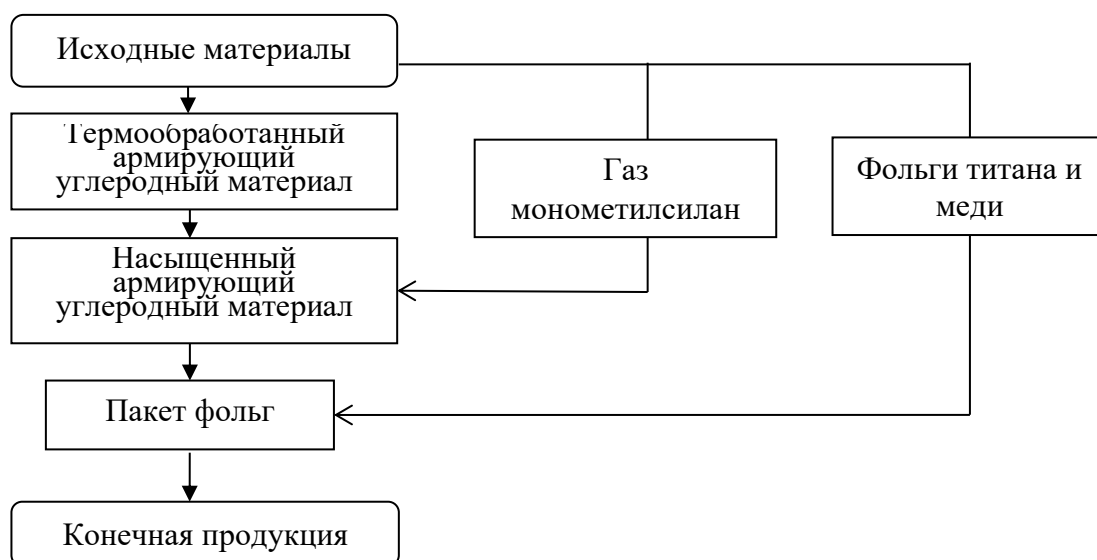 Исходные материалы
Термообработанный
армирующий
углеродный материал
Газ
монометилсилан
Фольги титана и
меди
Насыщенный
армирующий
углеродный материал
Пакет фольг
Конечная продукция